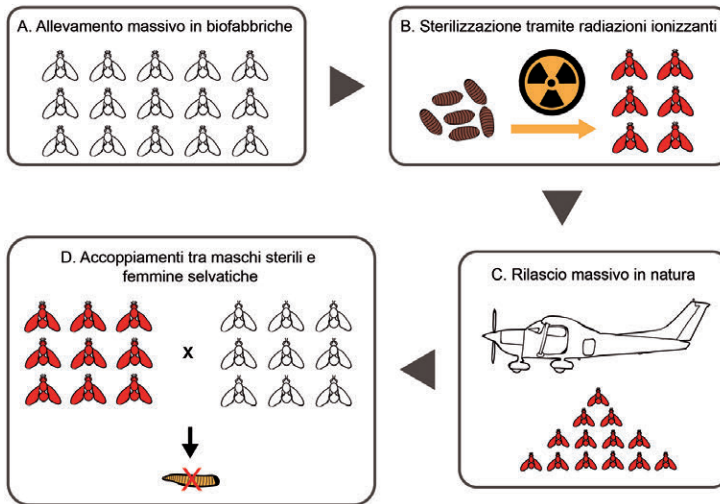 A. Allevamento massivo in biofabbriche
B. Sterilizzazione tramite radiazioni ionizzanti
C. Rilascio massivo in natura
D. Accoppiamenti tra maschi sterili e
femmine selvatiche
x